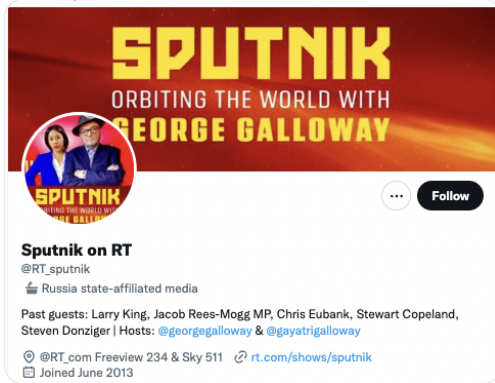 SPUTNIK
ORBITING THE WORLD WITH
GEORGE GALLOWAY
SPUTNIK
ORBITING THE WORLD WITH
GEORGE GALLOWAY
Follow
Sputnik on RT
@RT_sputnik
Russia state-affiliated media
Past guests: Larry King, Jacob Rees-Mogg MP, Chris Eubank, Stewart Copeland,
Steven Donziger | Hosts: @georgegalloway & @gayatrigalloway
@RT_com Freeview 234 & Sky 511 rt.com/shows/sputnik
Joined June 2013